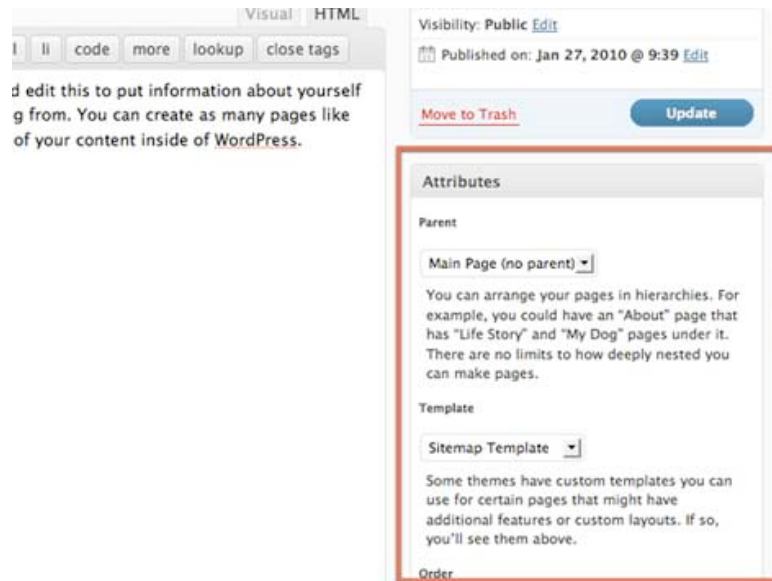 Visual HTML
li code more lookup close tags
d edit this to put information about yourself
g from. You can create as many pages like
of your content inside of WordPress.
Visibility: Public Edit
Published on: Jan 27, 2010 @ 9:39 Edit
Move to Trash Update
Attributes
Parent
Main Page (no parent)
You can arrange your pages in hierarchies. For
example, you could have an "About" page that
has "Life Story" and "My Dog" pages under it.
There are no limits to how deeply nested you
can make pages.
Template
Sitemap Template
Some themes have custom templates you can
use for certain pages that might have
additional features or custom layouts. If so,
you'll see them above.
Order